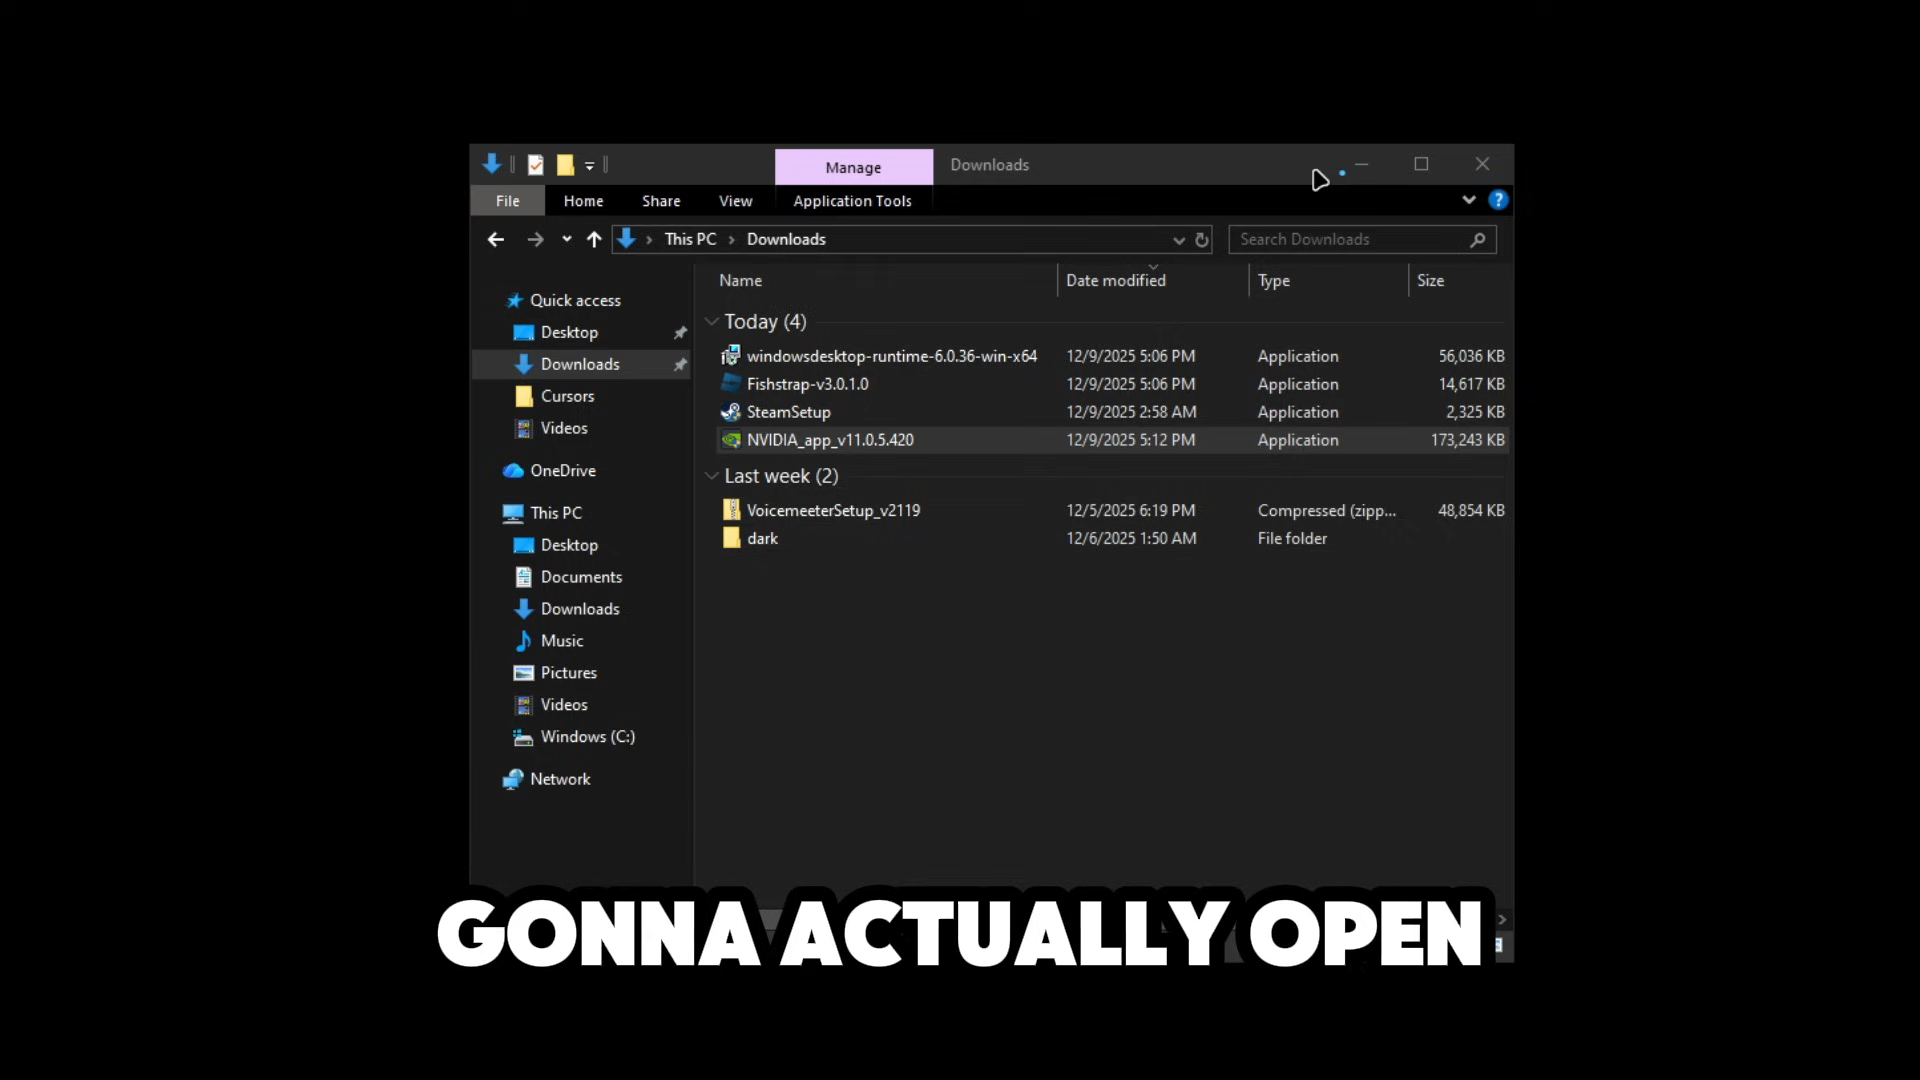 Manage Downloads
File Home Share View Application Tools ?
This PC Downloads Search Downloads
Name Date modified Type Size
Quick access
Desktop
Downloads
Cursors
Videos
OneDrive
This PC
Desktop
Documents
Downloads
Music
Pictures
Videos
Windows (C:)
Network
Today (4)
windowsdesktop-runtime-6.0.36-win-x64 12/9/2025 5:06 PM Application 56,036 KB
Fishstrap-v3.0.1.0 12/9/2025 5:06 PM Application 14,617 KB
SteamSetup 12/9/2025 2:58 AM Application 2,325 KB
NVIDIA_app_v11.0.5.420 12/9/2025 5:12 PM Application 173,243 KB
Last week (2)
VoicemeeterSetup_v2119 12/5/2025 6:19 PM Compressed (zipp... 48,854 KB
dark 12/6/2025 1:50 AM File folder
GONNA ACTUALLY OPEN